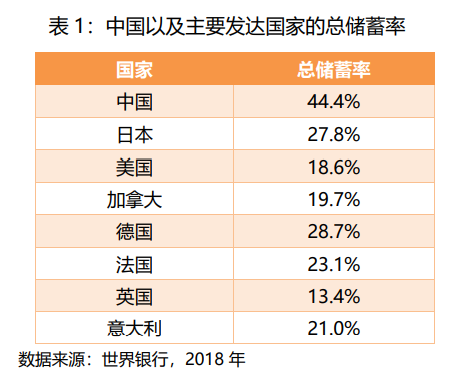 表 1：中国以及主要发达国家的总储蓄率
国家 总储蓄率
中国 44.4%
日本 27.8%
美国 18.6%
加拿大 19.7%
德国 28.7%
法国 23.1%
英国 13.4%
意大利 21.0%
数据来源：世界银行，2018 年